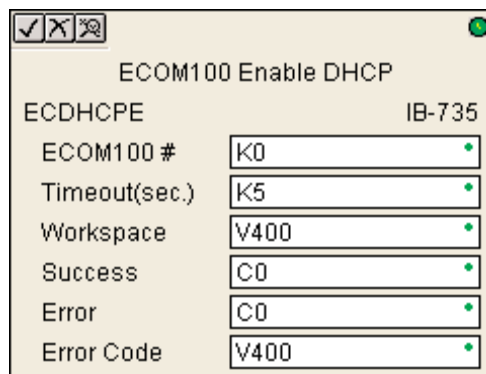 ECOM100 Enable DHCP
ECDHCPE IB-735
ECOM100 # K0
Timeout(sec.) K5
Workspace V400
Success C0
Error C0
Error Code V400